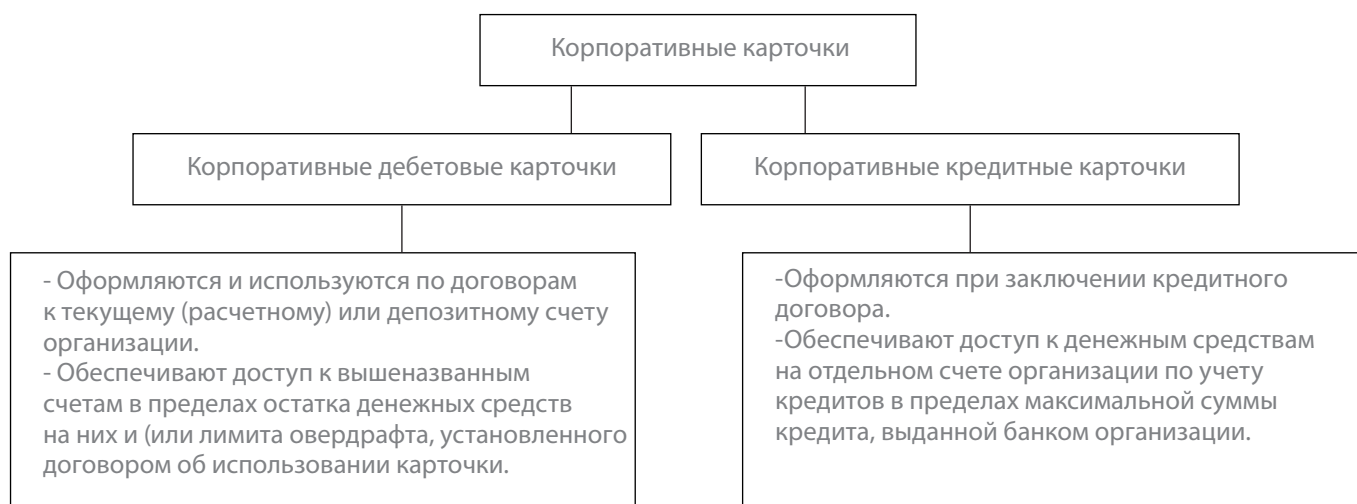 Корпоративные карточки
Корпоративные дебетовые карточки
Корпоративные кредитные карточки
- Оформляются и используются по договорам
к текущему (расчетному) или депозитному счету
организации.
- Обеспечивают доступ к вышеназванным
счетам в пределах остатка денежных средств
на них и (или лимита овердрафта, установленного
договором об использовании карточки.
-Оформляются при заключении кредитного
договора.
-Обеспечивают доступ к денежным средствам
на отдельном счете организации по учету
кредитов в пределах максимальной суммы
кредита, выданной банком организации.